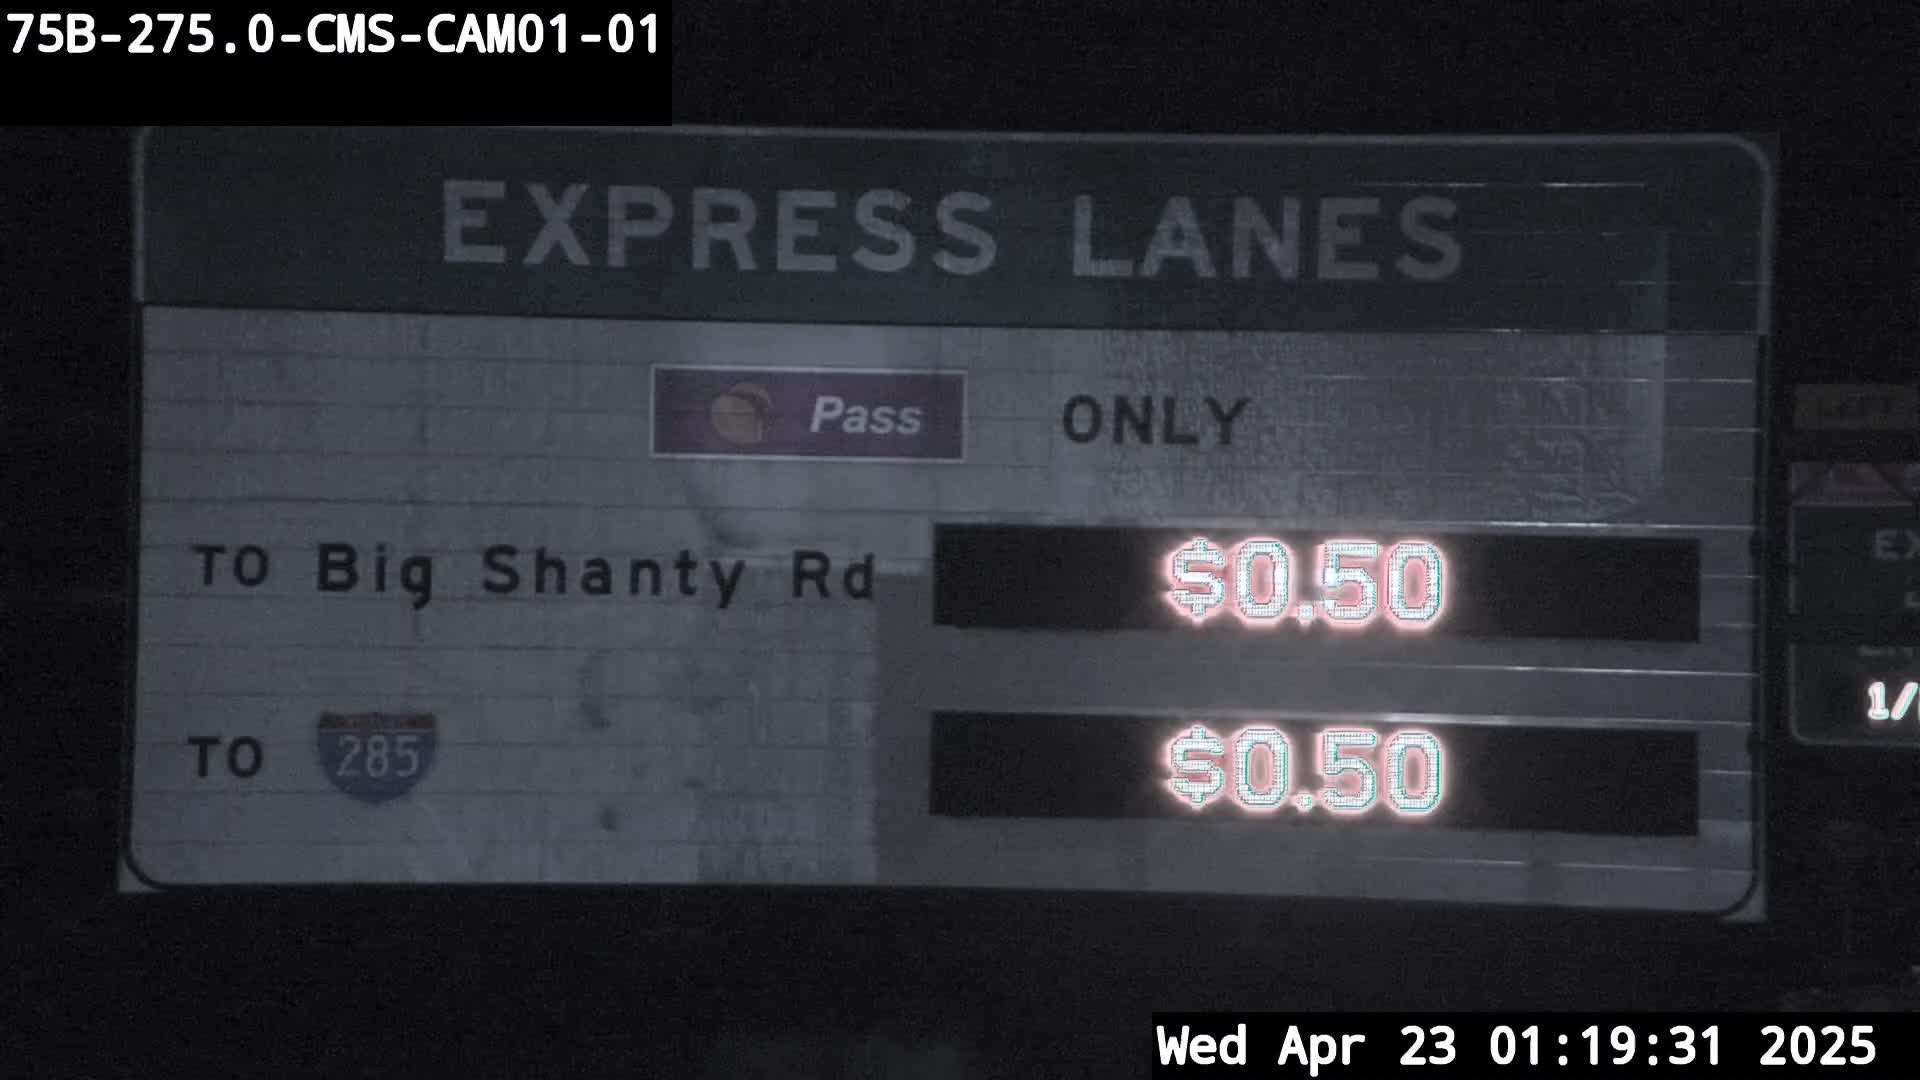 75B-275.0-CMS-CAM01-01
EXPRESS LANES
Pass ONLY
TO Big Shanty Rd $0.50
TO 285 $0.50
1/
Wed Apr 23 01:19:31 2025